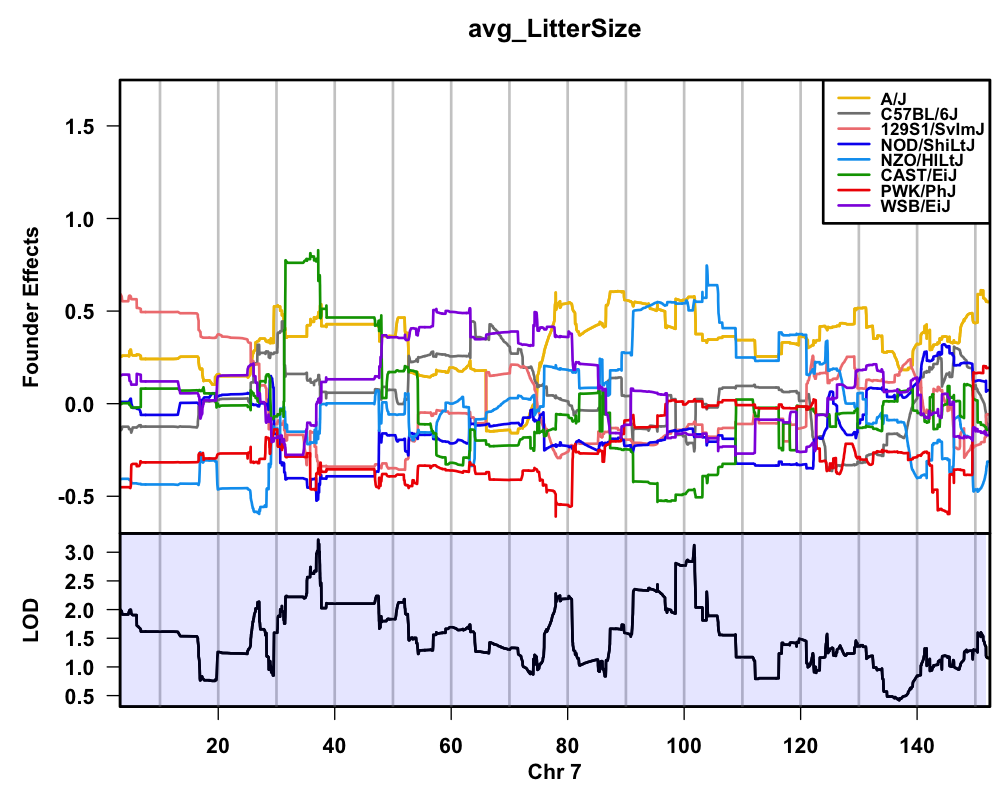 avg_LitterSize
Founder Effects
1.5
1.0
0.5
0.0
-0.5
A/J
C57BL/6J
129S1/SvImJ
NOD/ShiLtJ
NZO/HlLtJ
CAST/EiJ
PWK/PhJ
WSB/EiJ
LOD
3.0
2.5
2.0
1.5
1.0
0.5
20 40 60 80 100 120 140
Chr 7